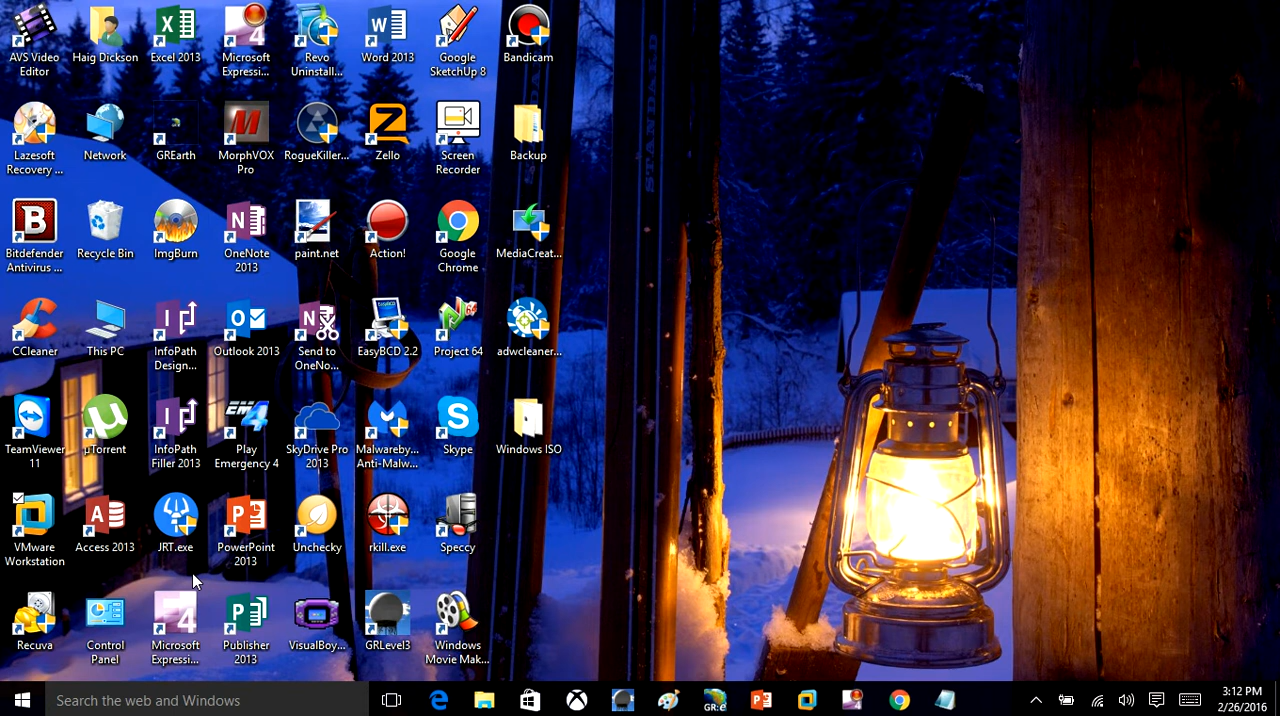 AVS Video
Editor
Haig Dickson
Excel 2013
Microsoft
Expressi...
Revo
Uninstall...
Word 2013
Google
SketchUp 8
Bandicam
Lazesoft
Recovery ...
Network
GREarth
MorphVOX
Pro
RogueKiller...
Zello
Screen
Recorder
Backup
Bitdefender
Antivirus ...
Recycle Bin
ImgBurn
OneNote
2013
paint.net
Action!
Google
Chrome
MediaCreat...
CCleaner
This PC
InfoPath
Design...
Outlook 2013
Send to
OneNo...
EasyBCD 2.2
Project 64
adwcleaner...
TeamViewer
11
µTorrent
InfoPath
Filler 2013
Play
Emergency 4
SkyDrive Pro
2013
Malwareby...
Anti-Malw...
Skype
Windows ISO
VMware
Workstation
Access 2013
JRT.exe
PowerPoint
2013
Unchecky
rkill.exe
Speccy
Recuva
Control
Panel
Microsoft
Expressi...
Publisher
2013
VisualBoy...
GRLevel3
Windows
Movie Mak...
STANDARD
Search the web and Windows
GR:e
3:12 PM
2/26/2016